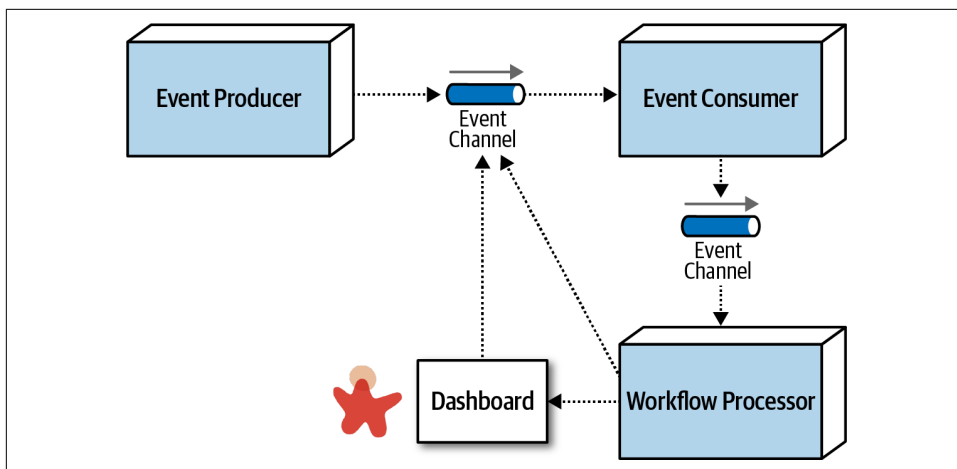 Event Producer
Event
Channel
Event Consumer
Event
Channel
Dashboard
Workflow Processor